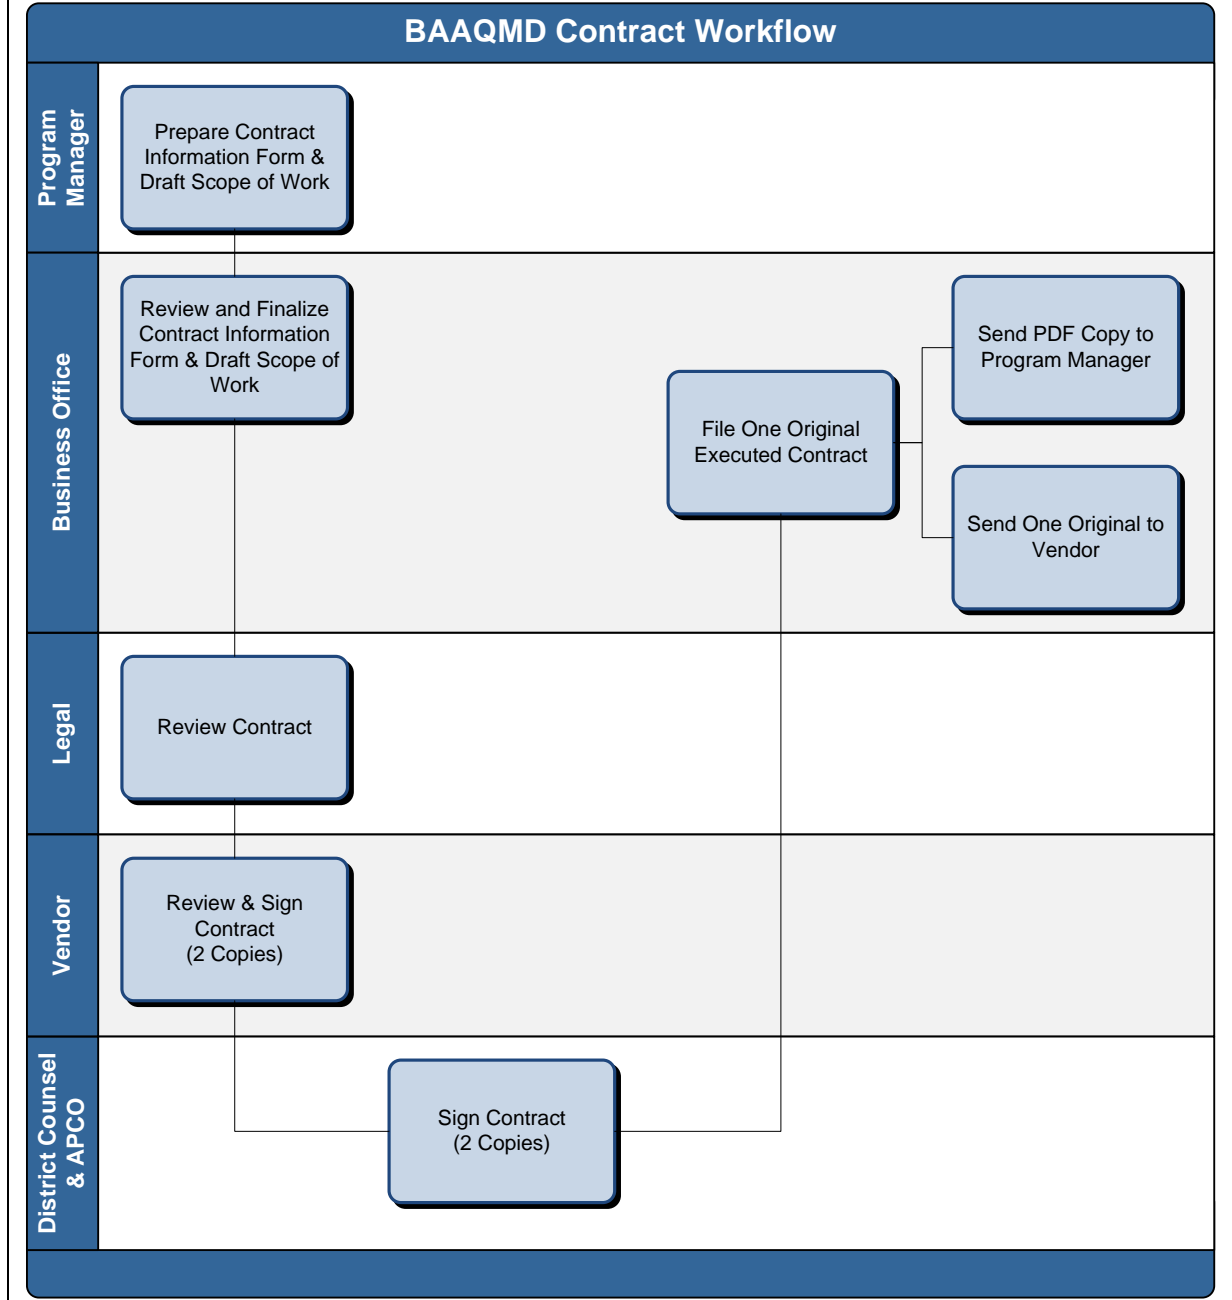 BAAQMD Contract Workflow
Program
Manager
Prepare Contract
Information Form &
Draft Scope of Work
Business Office
Review and Finalize
Contract Information
Form & Draft Scope of
Work
File One Original
Executed Contract
Send PDF Copy to
Program Manager
Send One Original to
Vendor
Legal
Review Contract
Vendor
Review & Sign
Contract
(2 Copies)
District Counsel
& APCO
Sign Contract
(2 Copies)